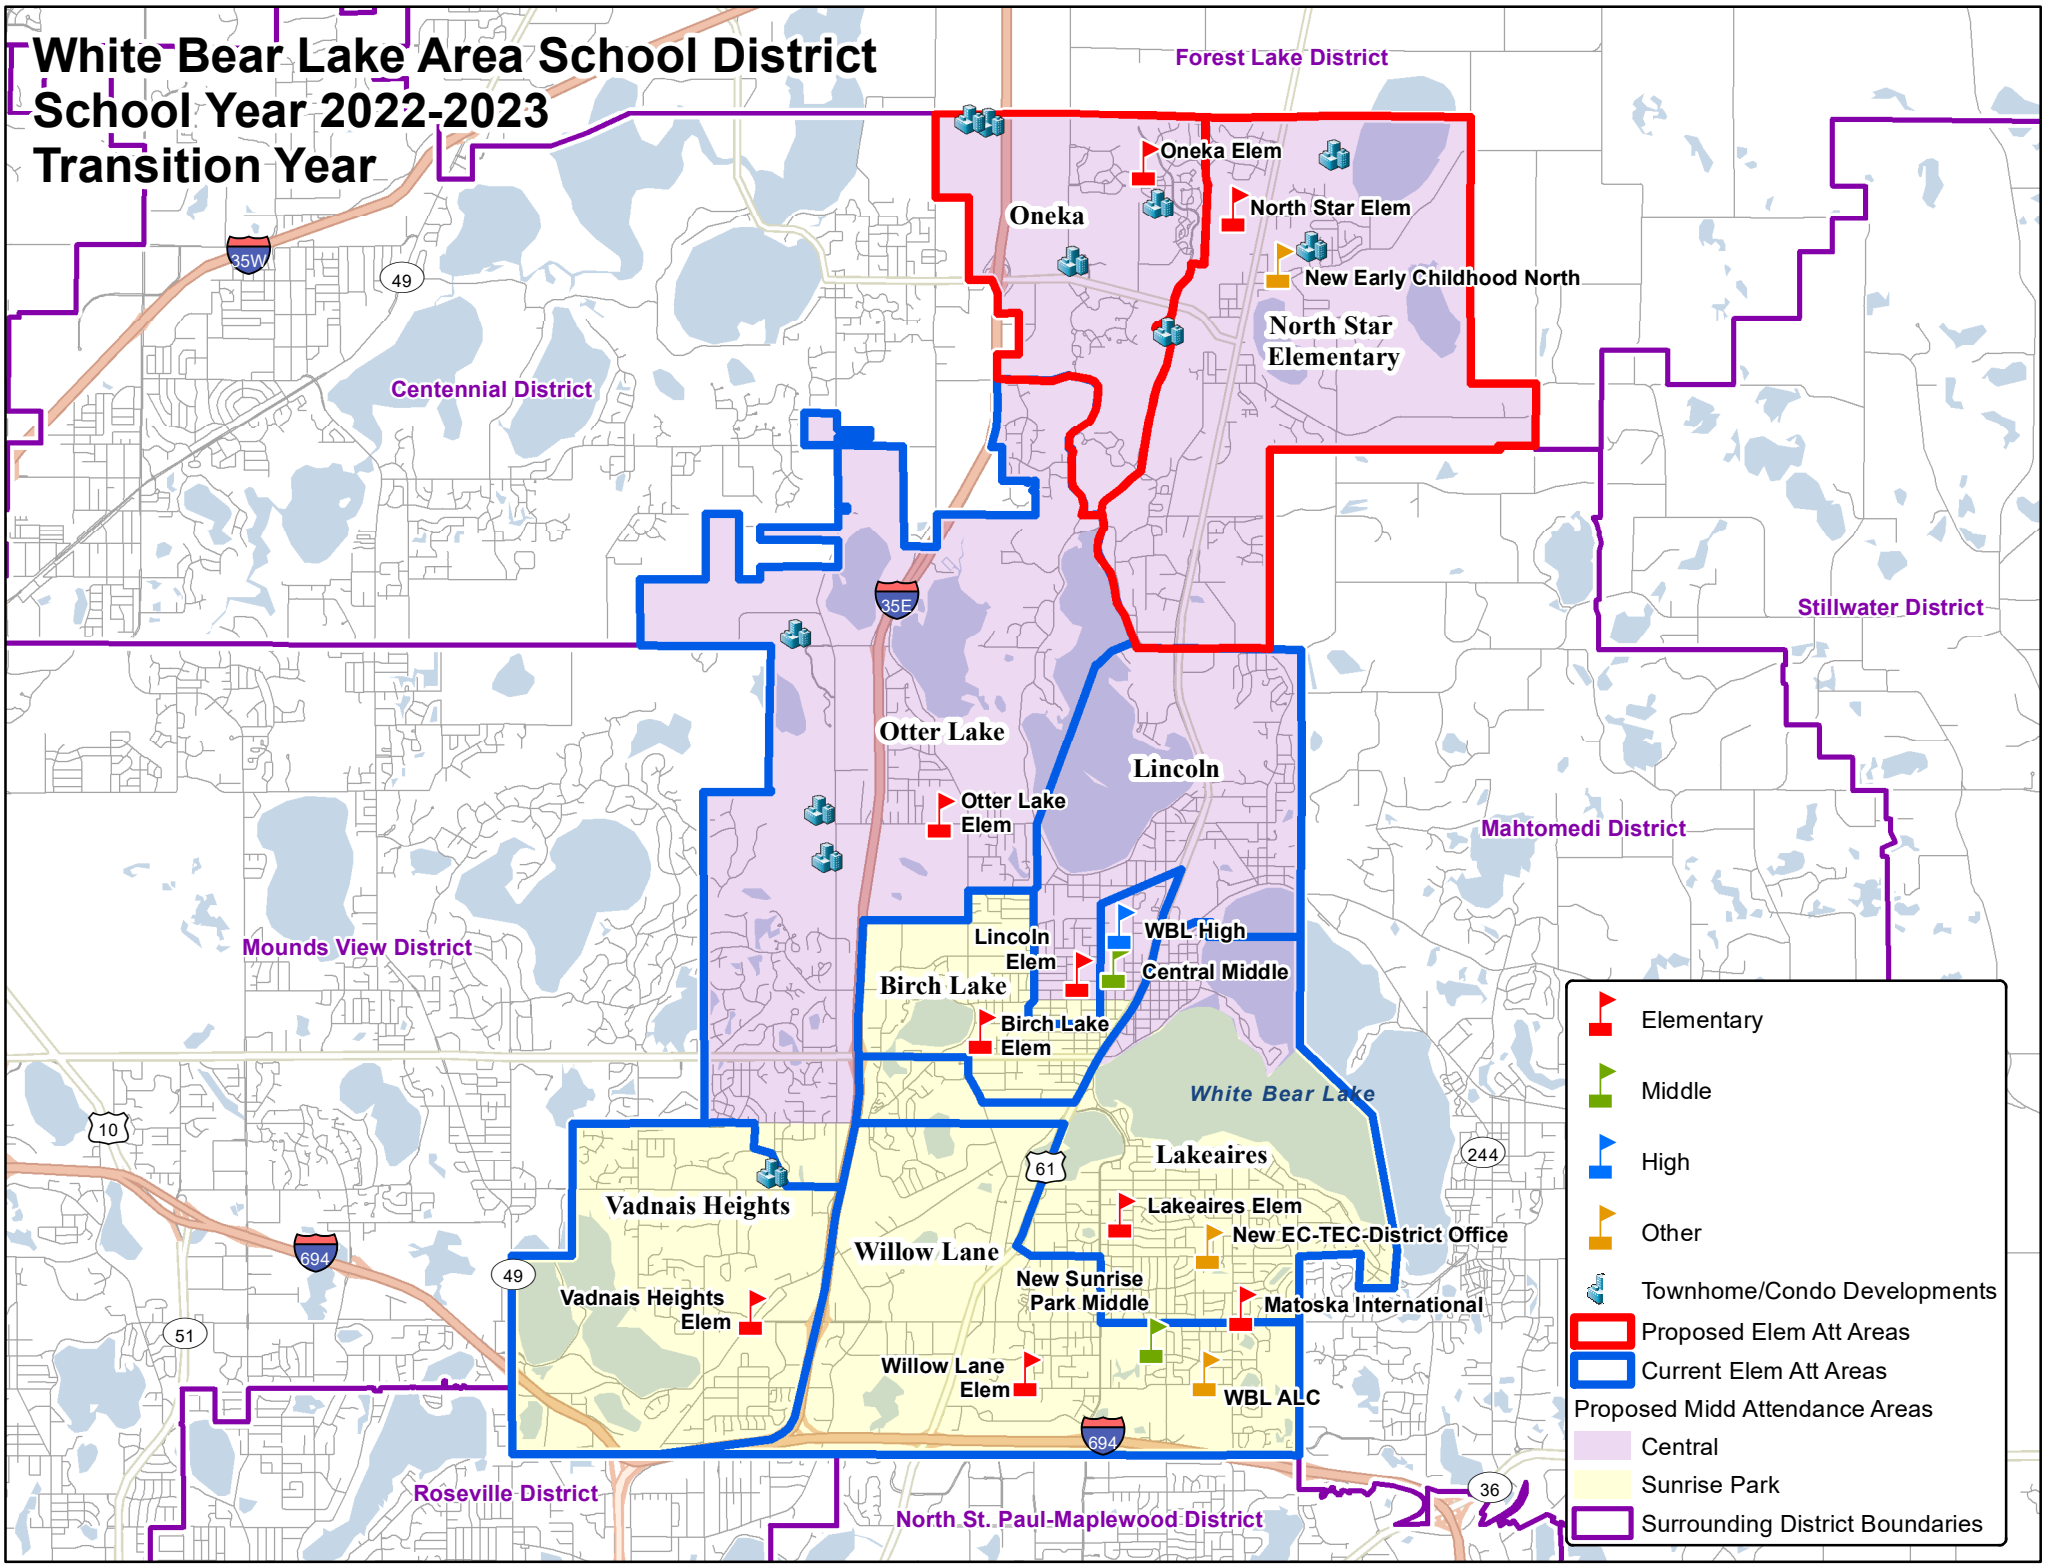 White Bear Lake Area School District
School Year 2022-2023
Transition Year
Forest Lake District
Oneka Elem
Oneka
North Star Elem
New Early Childhood North
North Star
Elementary
35W
49
Centennial District
35E
Stillwater District
Otter Lake
Lincoln
Otter Lake
Elem
Mahtomedi District
Mounds View District
Lincoln
Elem
WBL High
Central Middle
Birch Lake
Birch Lake
Elem
White Bear Lake
10
61
244
Lakeaires
Vadnais Heights
Lakeaires Elem
New EC-TEC-District Office
Willow Lane
694
49
New Sunrise
Park Middle
Matoska International
Vadnais Heights
Elem
51
Willow Lane
Elem
WBL ALC
694
Roseville District
North St. Paul-Maplewood District
36
Elementary
Middle
High
Other
Townhome/Condo Developments
Proposed Elem Att Areas
Current Elem Att Areas
Proposed Midd Attendance Areas
Central
Sunrise Park
Surrounding District Boundaries